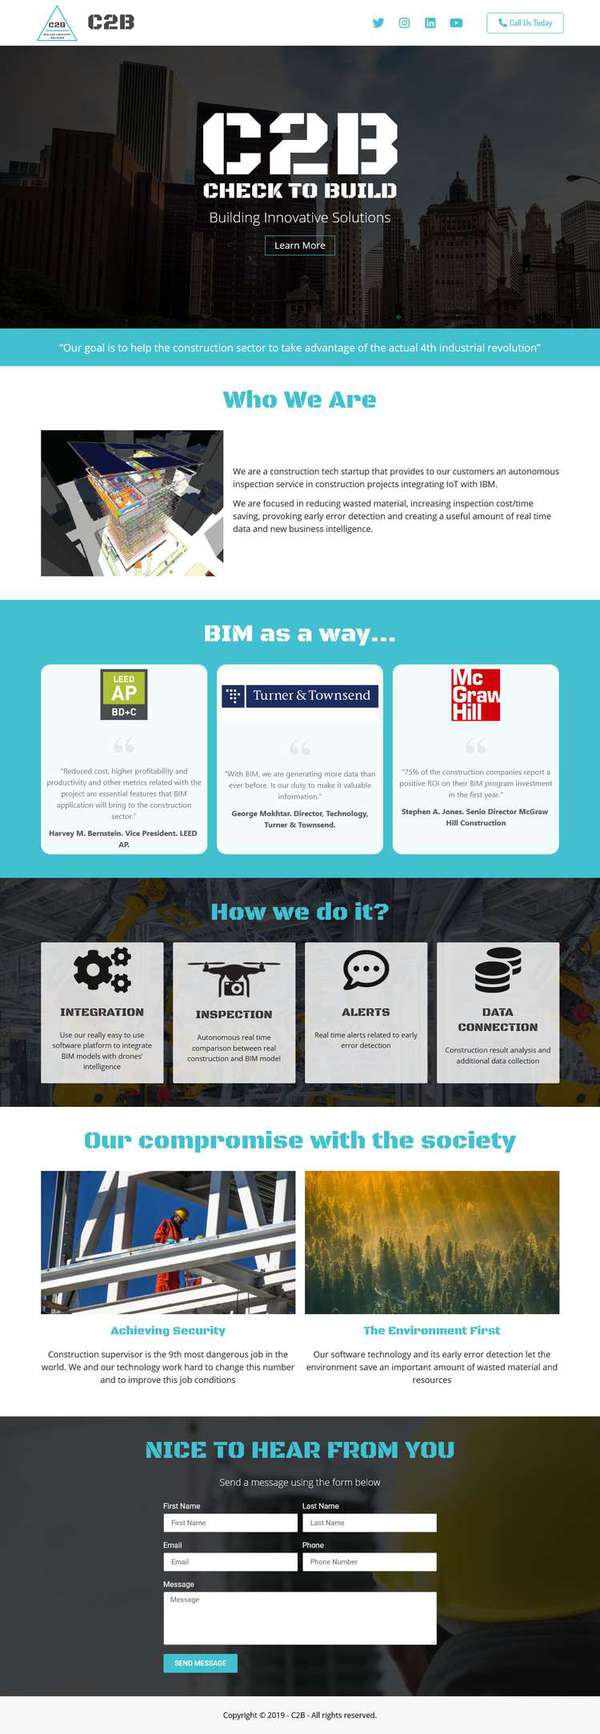 C2B
C2B
Call Us Today
C2B
CHECK TO BUILD
Building Innovative Solutions
Learn More
"Our goal is to help the construction sector to take advantage of the actual 4th industrial revolution"
Who We Are
We are a construction tech startup that provides to our customers an autonomous
inspection service in construction projects integrating IoT with IBM.
We are focused in reducing wasted material, increasing inspection cost/time
saving, provoking early error detection and creating a useful amount of real time
data and new business intelligence.
BIM as a way...
LEED
AP
BD+C
"Reduced cost, higher profitability and
productivity and other metrics related with the
project are essential features that BIM
application will bring to the construction
sector."
Harvey M. Bernstein. Vice President. LEED
AP.
Turner & Townsend
"With BIM, we are generating more data than
ever before. Is our duty to make it valuable
information."
George Mokhtar. Director, Technology,
Turner & Townsend.
Mc
Graw
Hill
"75% of the construction companies report a
positive ROI on their BIM program investment
in the first year."
Stephen A. Jones. Senio Director McGraw
Hill Construction
How we do it?
INTEGRATION
Use our really easy to use
software platform to integrate
BIM models with drones'
intelligence
INSPECTION
Autonomous real time
comparison between real
construction and BIM model
ALERTS
Real time alerts related to early
error detection
DATA
CONNECTION
Construction result analysis and
additional data collection
Our compromise with the society
Achieving Security
Construction supervisor is the 9th most dangerous job in the
world. We and our technology work hard to change this number
and to improve this job conditions
The Environment First
Our software technology and its early error detection let the
environment save an important amount of wasted material and
resources
NICE TO HEAR FROM YOU
Send a message using the form below
First Name
Last Name
First Name
Last Name
Email
Phone
Email
Phone Number
Message
Message
SEND MESSAGE
Copyright © 2019 - C2B - All rights reserved.